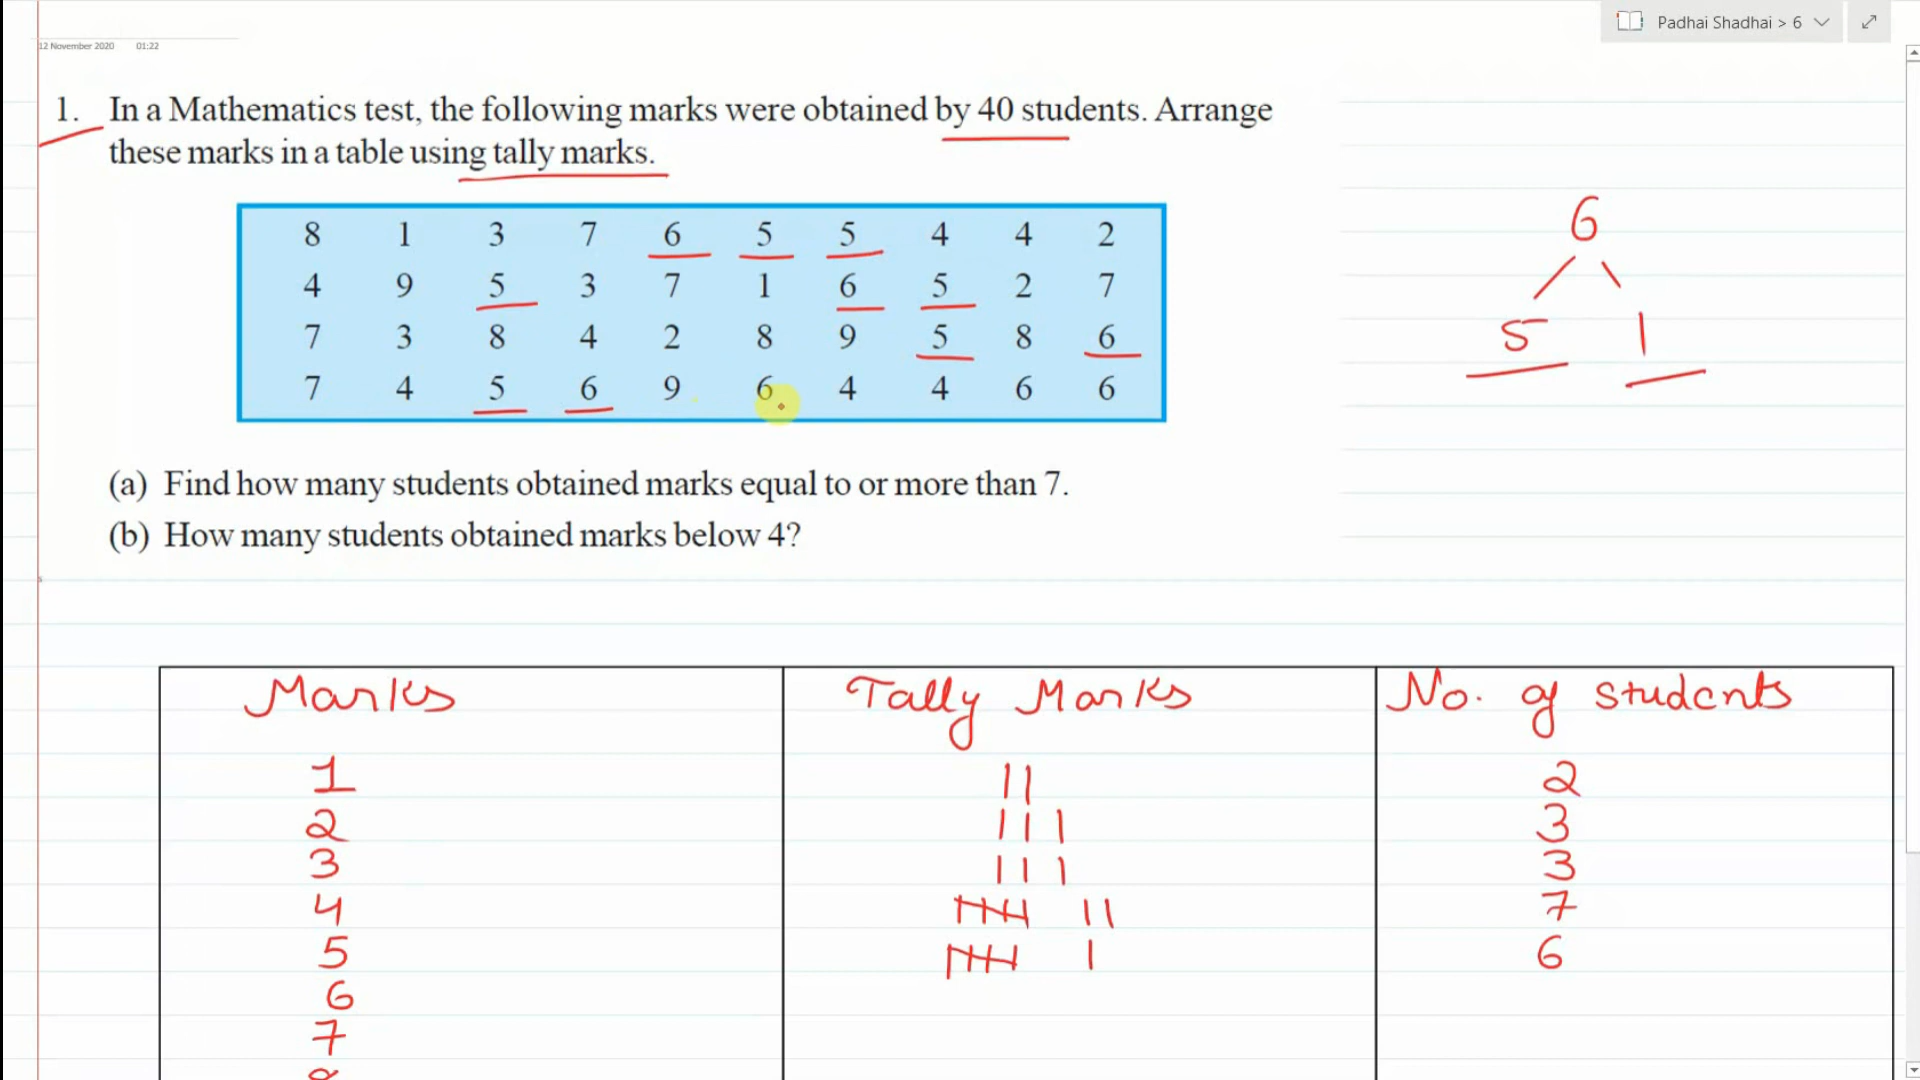 Padhai Shadhai > 6
12 November 2020 01:22
1. In a Mathematics test, the following marks were obtained by 40 students. Arrange
these marks in a table using tally marks.
8 1 3 7 6 5 5 4 4 2
4 9 5 3 7 1 6 5 2 7
7 3 8 4 2 8 9 5 8 6
7 4 5 6 9 6 4 4 6 6
6
5 1
(a) Find how many students obtained marks equal to or more than 7.
(b) How many students obtained marks below 4?
Marks Tally Marks No. of students
1 || 2
2 ||| 3
3 ||| 3
4 |||| || 7
5 |||| | 6
6
7